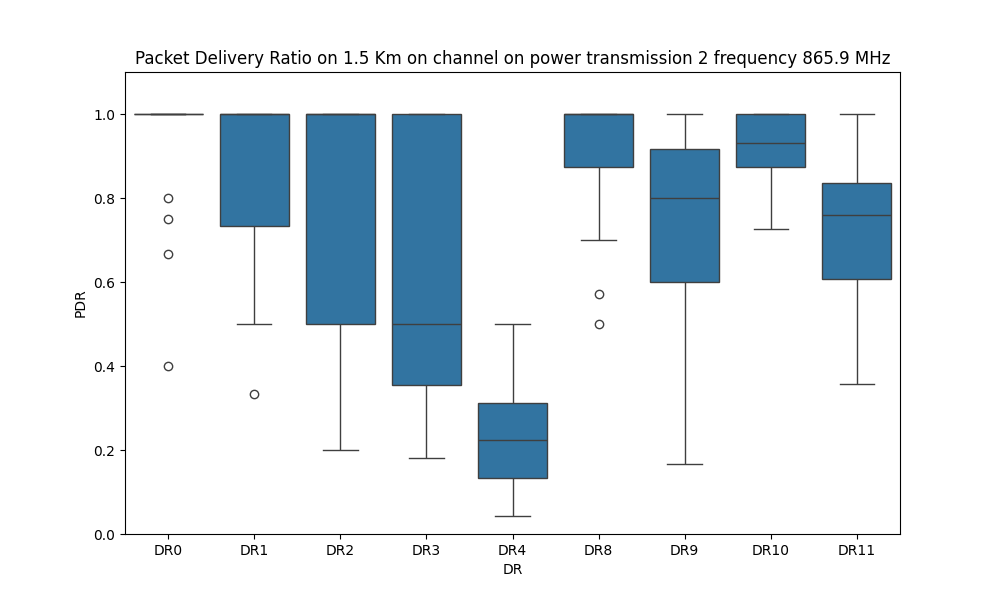 Packet Delivery Ratio on 1.5 Km on channel on power transmission 2 frequency 865.9 MHz
1.0
0.8
0.6
0.4
0.2
0.0
PDR
DR0 DR1 DR2 DR3 DR4 DR8 DR9 DR10 DR11
DR